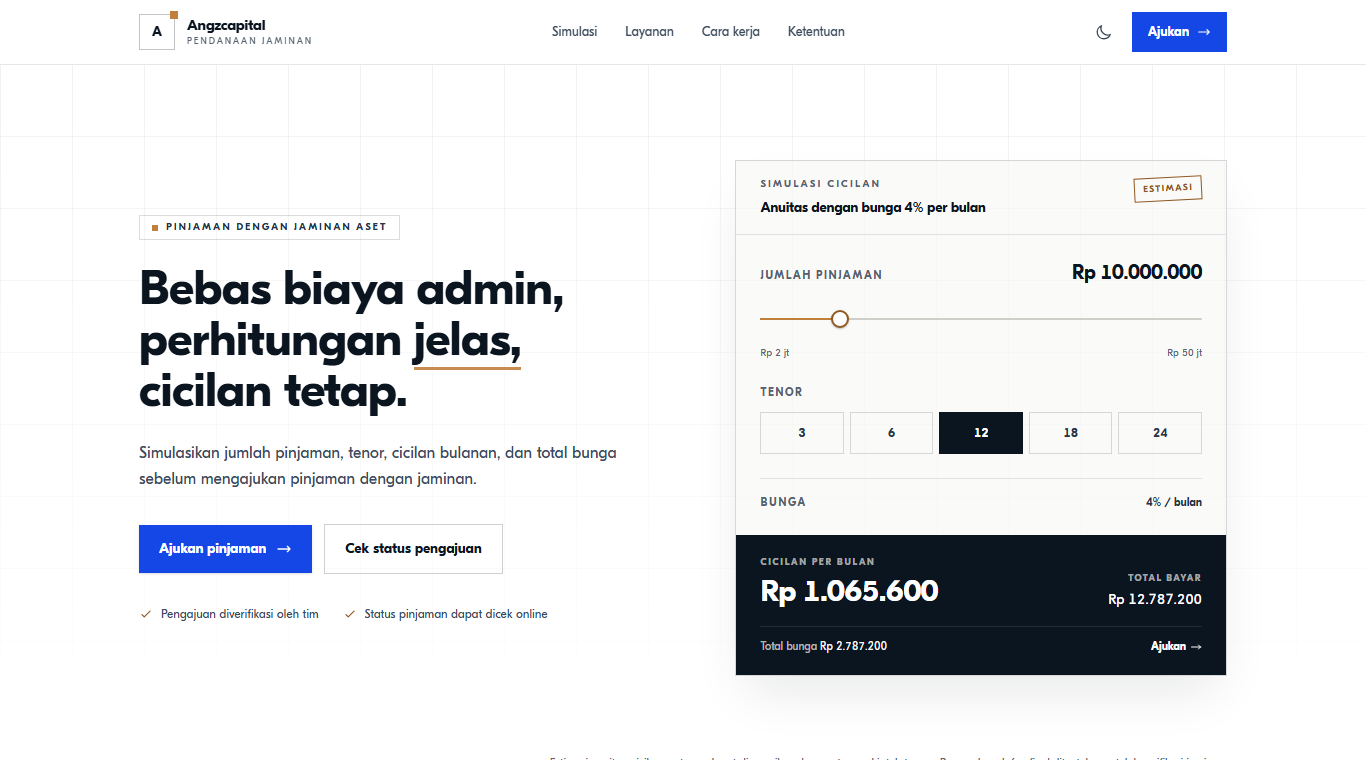 A
Angzcapital
PENDANAAN JAMINAN
Simulasi
Layanan
Cara kerja
Ketentuan
Ajukan →
PINJAMAN DENGAN JAMINAN ASET
Bebas biaya admin,
perhitungan jelas,
cicilan tetap.
Simulasikan jumlah pinjaman, tenor, cicilan bulanan, dan total bunga
sebelum mengajukan pinjaman dengan jaminan.
Ajukan pinjaman →
Cek status pengajuan
Pengajuan diverifikasi oleh tim
Status pinjaman dapat dicek online
SIMULASI CICILAN
ESTIMASI
Anuitas dengan bunga 4% per bulan
JUMLAH PINJAMAN
Rp 10.000.000
Rp 2 jt
Rp 50 jt
TENOR
3
6
12
18
24
BUNGA
4% / bulan
CICILAN PER BULAN
Rp 1.065.600
TOTAL BAYAR
Rp 12.787.200
Total bunga Rp 2.787.200
Ajukan →